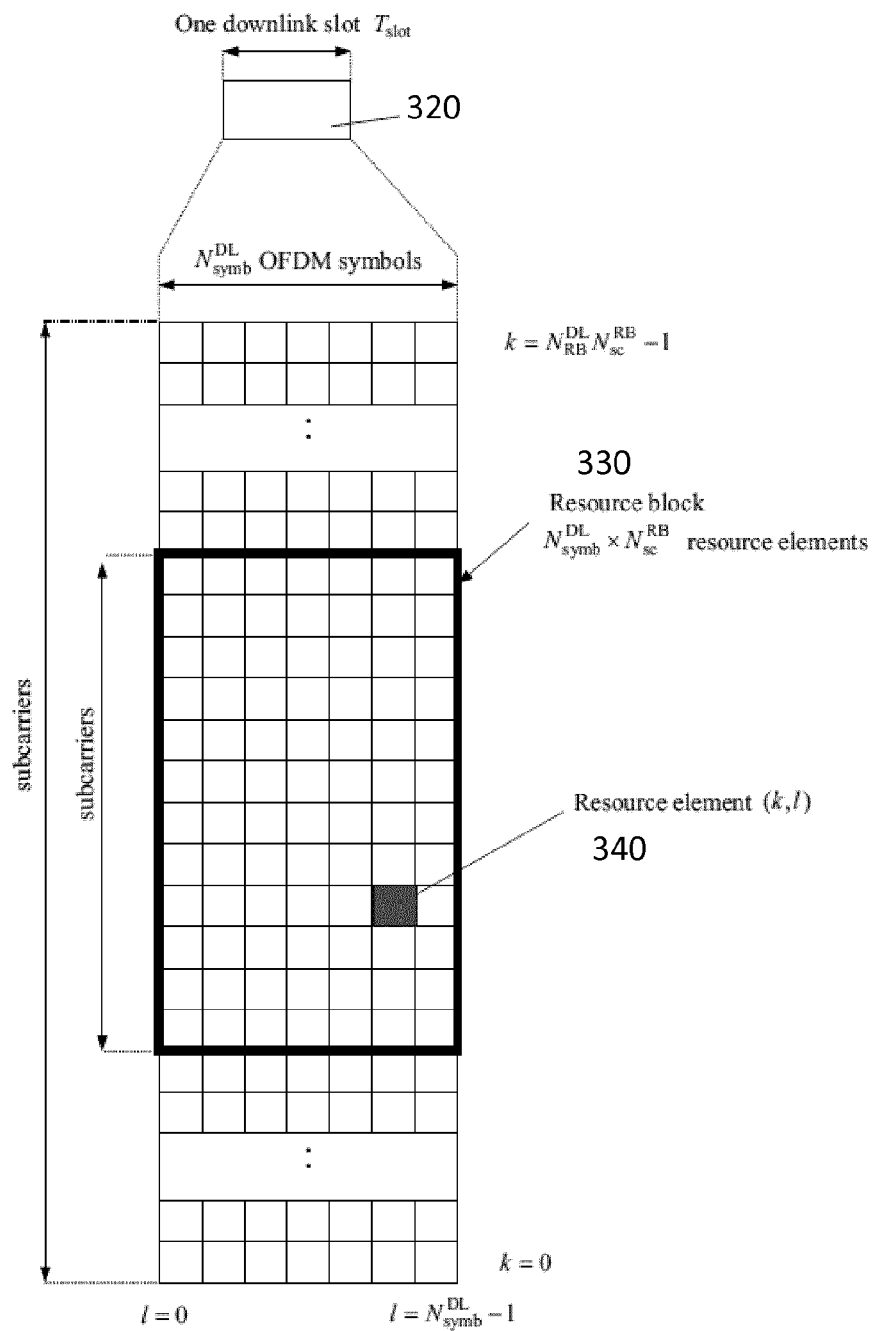 One downlink slot T_slot
320
N_symb^DL OFDM symbols
k = N_RB^DL N_sc^RB − 1
330
Resource block
N_symb^DL × N_sc^RB resource elements
subcarriers
subcarriers
Resource element (k,l)
340
k = 0
l = 0
l = N_symb^DL − 1